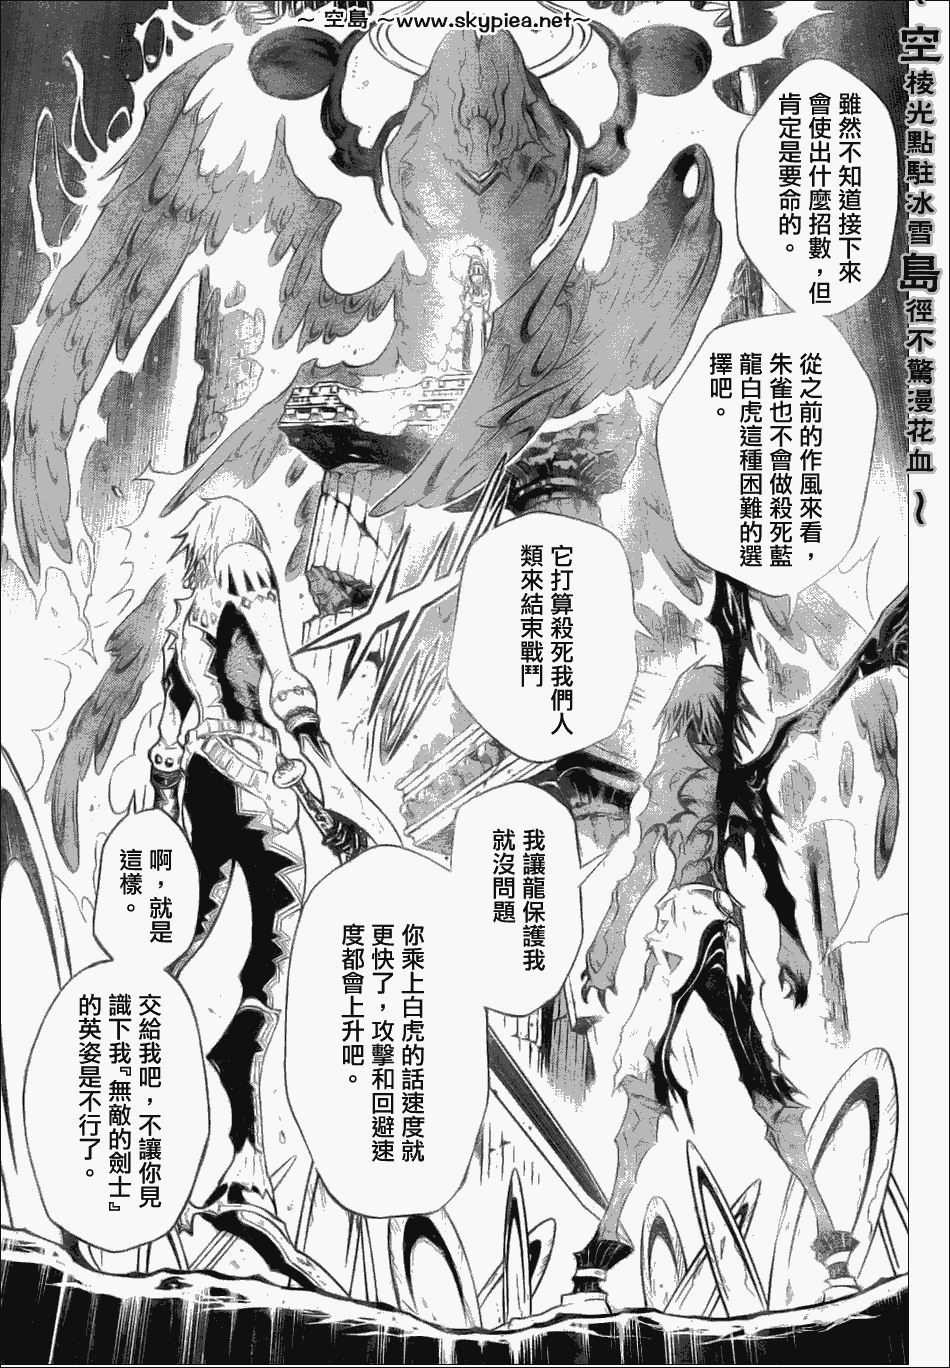 ~ 空島 ~www.skypiea.net~
~空棱光點駐冰雪島徑不驚漫花血~
雖然不知道接下來
會使出什麼招數，但
肯定是要命的。
從之前的作風來看，
朱雀也不會做殺死藍
龍白虎這種困難的選
擇吧。
它打算殺死我們人
類來結束戰鬥
我讓龍保護我
就沒問題
你乘上白虎的話速度就
更快了，攻擊和回避速
度都會上升吧。
啊，就是
這樣。
交給我吧，不讓你見
識下我『無敵的劍士』
的英姿是不行了。